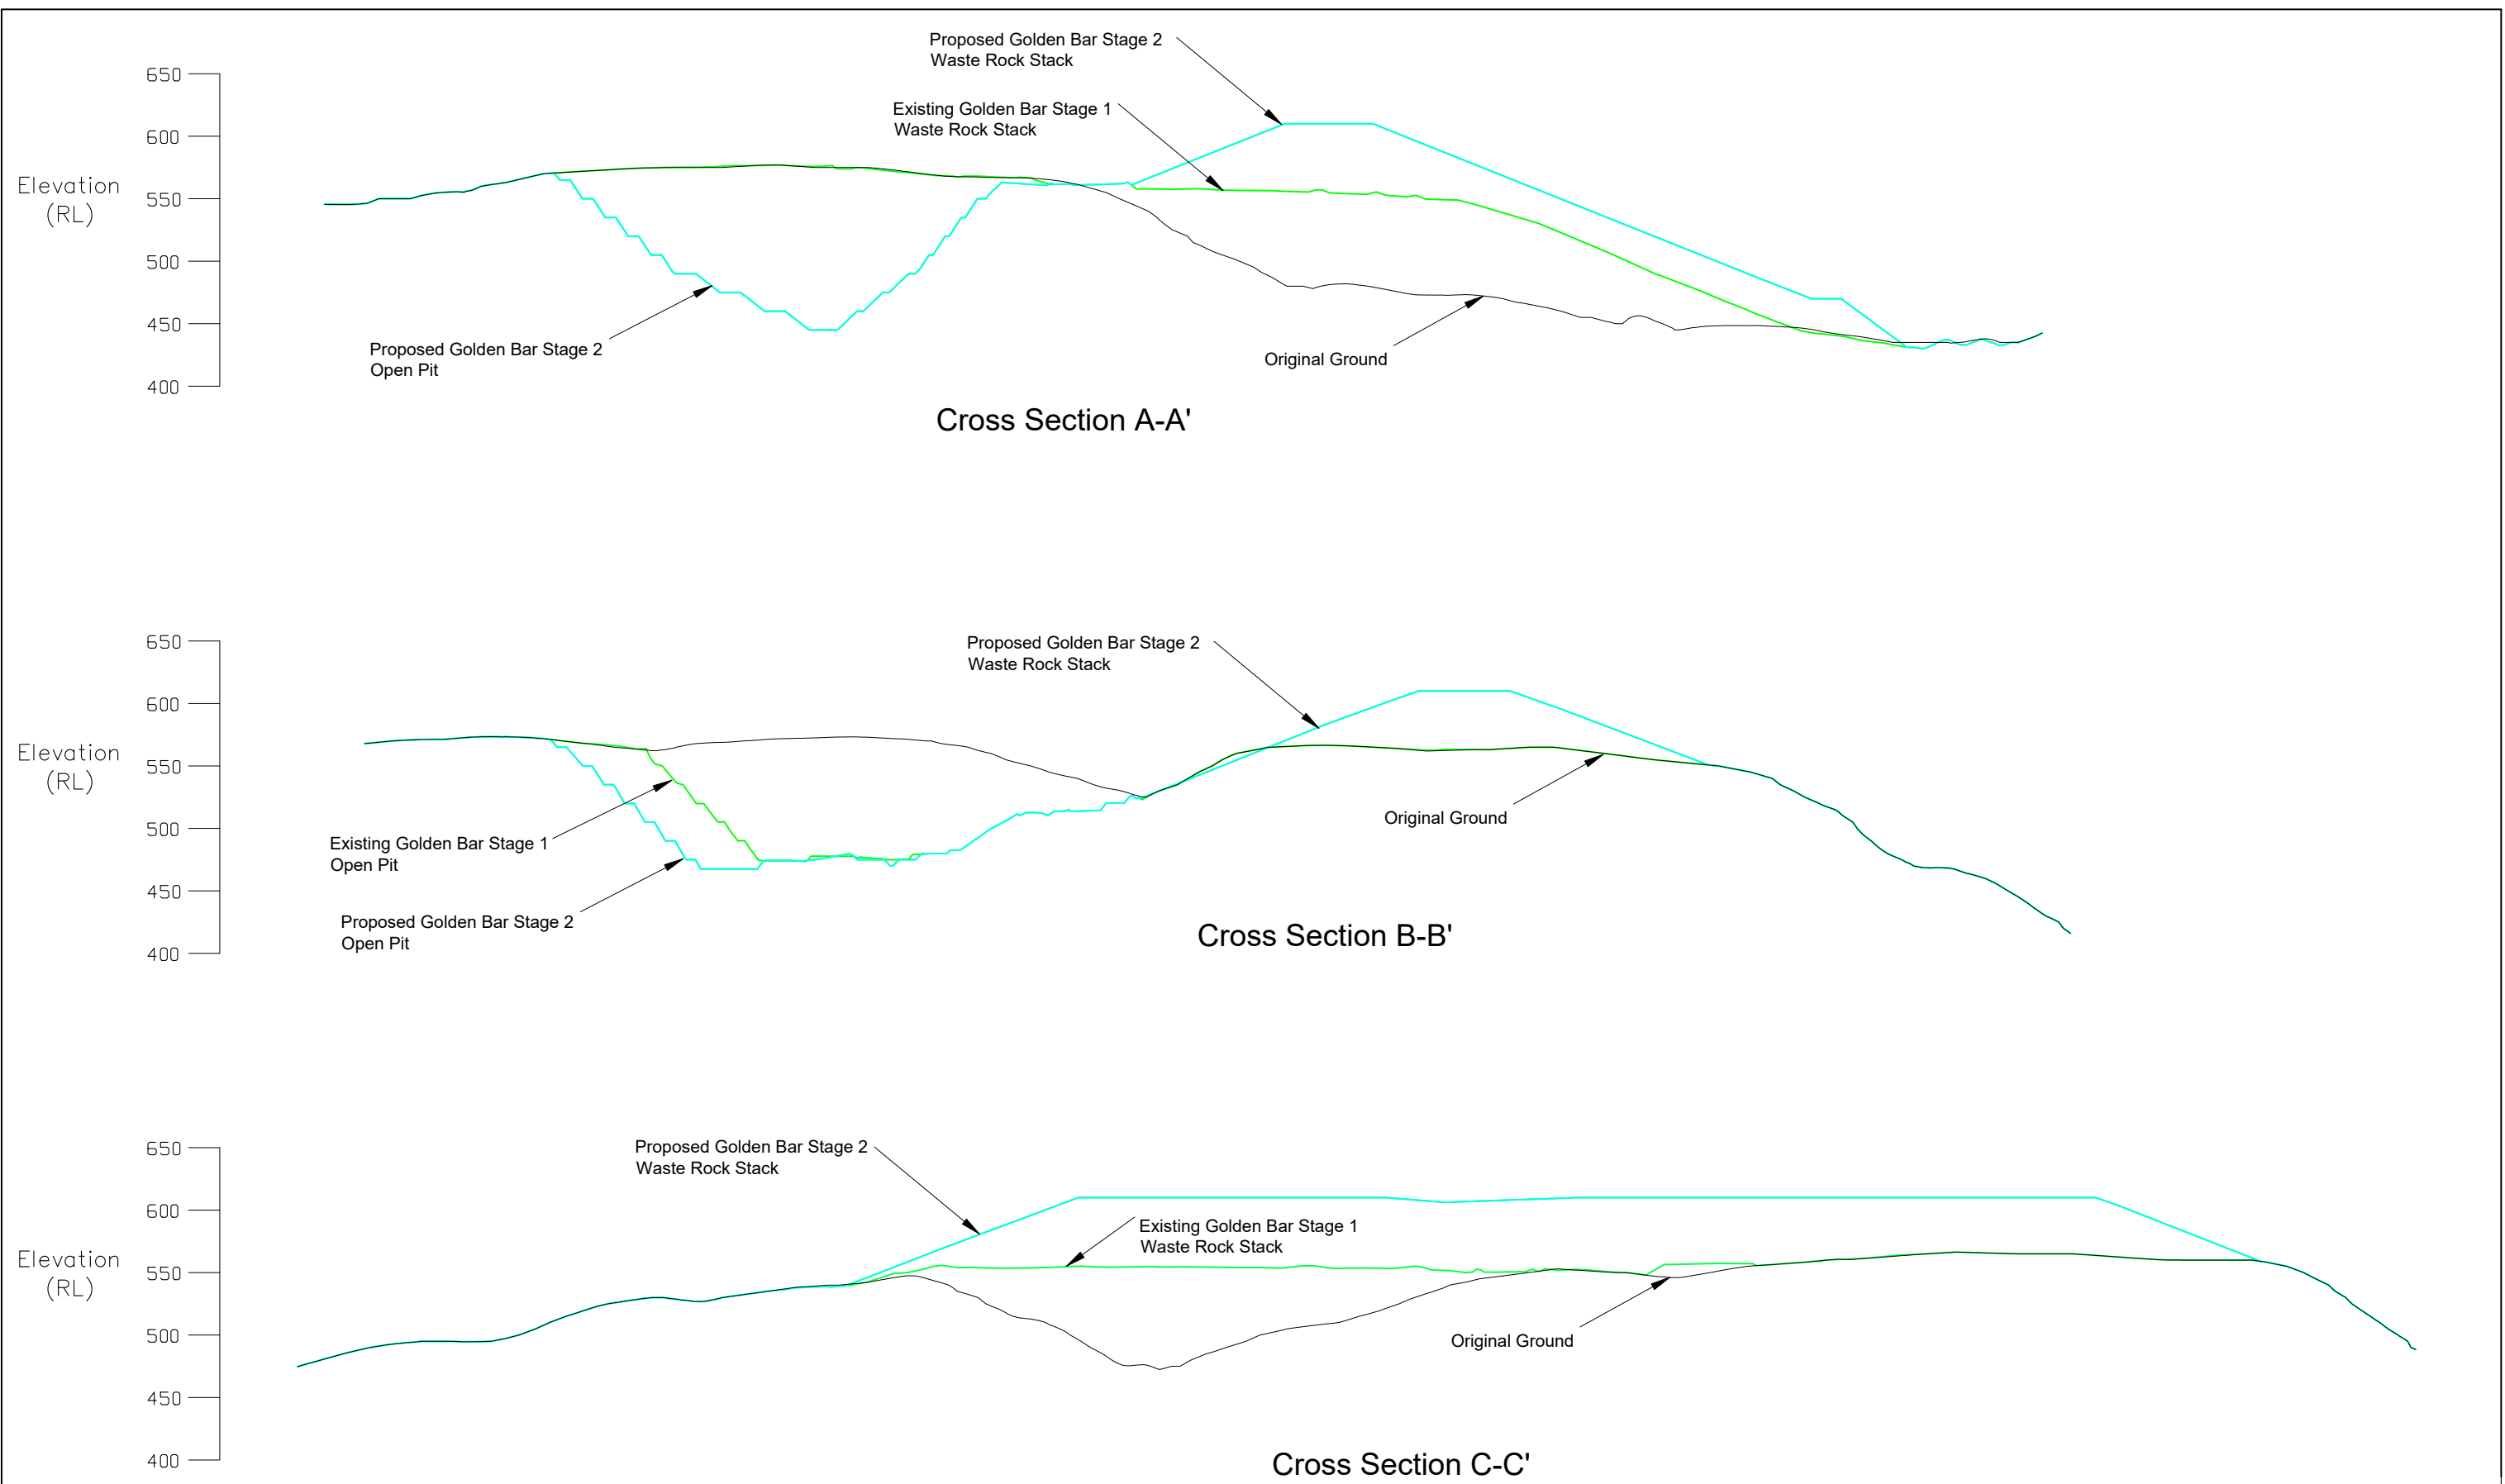 Proposed Golden Bar Stage 2
Waste Rock Stack
650
Existing Golden Bar Stage 1
Waste Rock Stack
600
Elevation
(RL)
550
500
450
400
Proposed Golden Bar Stage 2
Open Pit
Original Ground
Cross Section A-A'
650
Proposed Golden Bar Stage 2
Waste Rock Stack
600
Elevation
(RL)
550
500
450
400
Existing Golden Bar Stage 1
Open Pit
Proposed Golden Bar Stage 2
Open Pit
Original Ground
Cross Section B-B'
650
Proposed Golden Bar Stage 2
Waste Rock Stack
600
Existing Golden Bar Stage 1
Waste Rock Stack
Elevation
(RL)
550
500
450
400
Original Ground
Cross Section C-C'